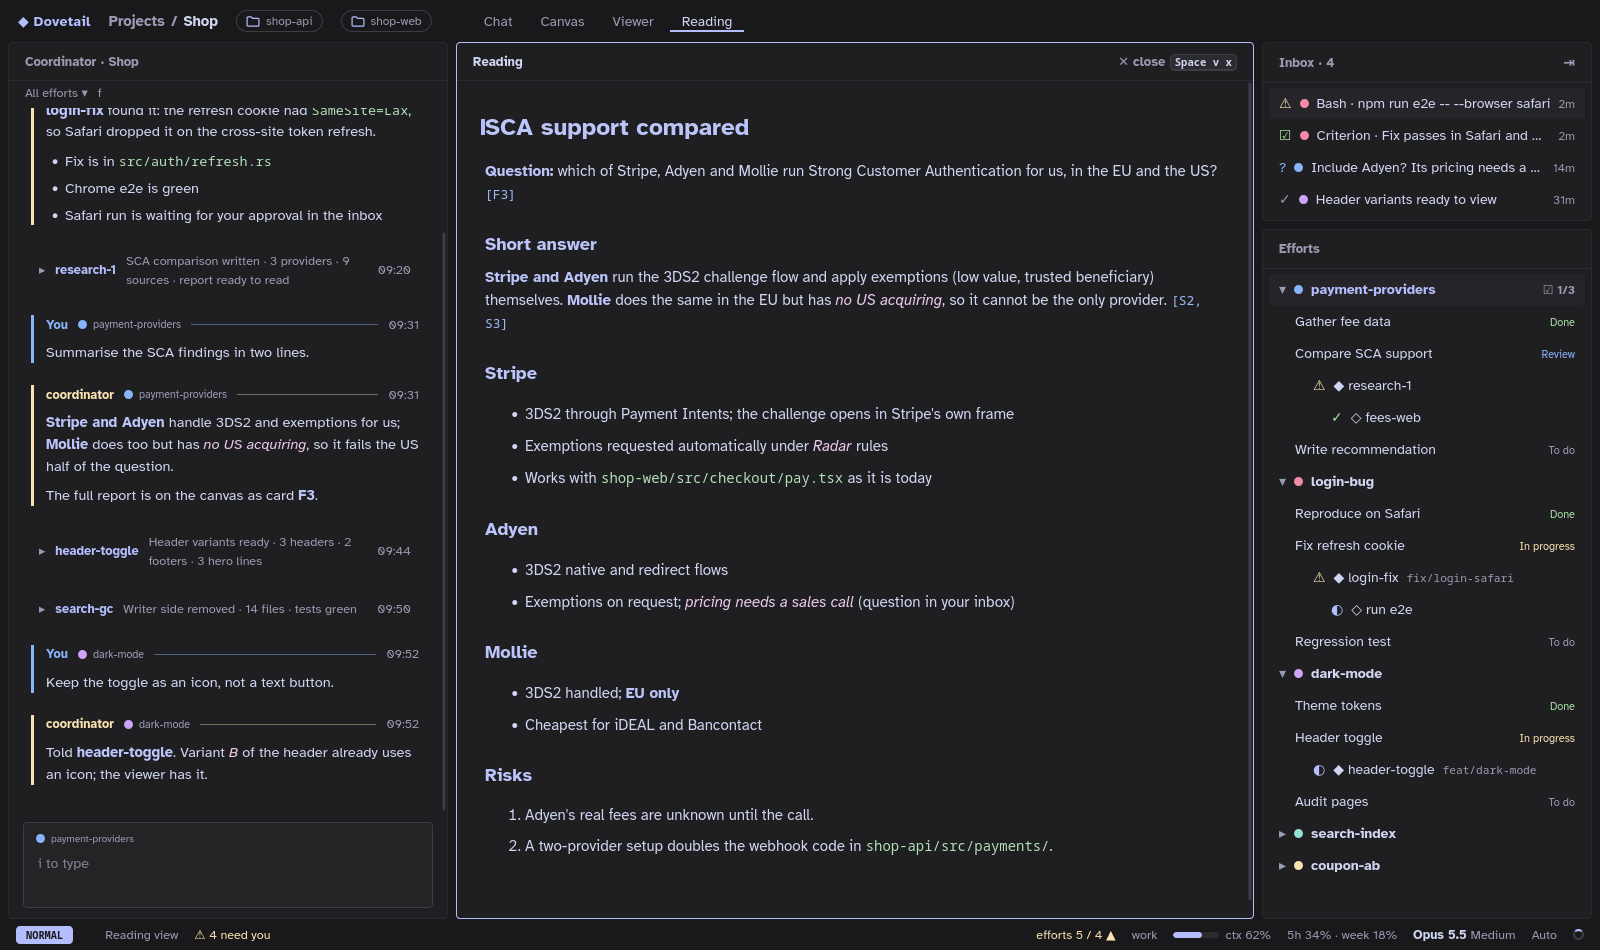 ◆ Dovetail Projects / Shop shop-api shop-web Chat Canvas Viewer Reading
Coordinator · Shop
All efforts ▾ f
login-fix found it: the refresh cookie had SameSite=Lax,
so Safari dropped it on the cross-site token refresh.
• Fix is in src/auth/refresh.rs
• Chrome e2e is green
• Safari run is waiting for your approval in the inbox
▸ research-1 SCA comparison written · 3 providers · 9 09:20
sources · report ready to read
You payment-providers 09:31
Summarise the SCA findings in two lines.
coordinator payment-providers 09:31
Stripe and Adyen handle 3DS2 and exemptions for us;
Mollie does too but has no US acquiring, so it fails the US
half of the question.
The full report is on the canvas as card F3.
▸ header-toggle Header variants ready · 3 headers · 2 09:44
footers · 3 hero lines
▸ search-gc Writer side removed · 14 files · tests green 09:50
You dark-mode 09:52
Keep the toggle as an icon, not a text button.
coordinator dark-mode 09:52
Told header-toggle. Variant B of the header already uses
an icon; the viewer has it.
payment-providers
i to type
Reading ✕ close Space v x
SCA support compared
Question: which of Stripe, Adyen and Mollie run Strong Customer Authentication for us, in the EU and the US?
[F3]
Short answer
Stripe and Adyen run the 3DS2 challenge flow and apply exemptions (low value, trusted beneficiary)
themselves. Mollie does the same in the EU but has no US acquiring, so it cannot be the only provider. [S2,
S3]
Stripe
• 3DS2 through Payment Intents; the challenge opens in Stripe's own frame
• Exemptions requested automatically under Radar rules
• Works with shop-web/src/checkout/pay.tsx as it is today
Adyen
• 3DS2 native and redirect flows
• Exemptions on request; pricing needs a sales call (question in your inbox)
Mollie
• 3DS2 handled; EU only
• Cheapest for iDEAL and Bancontact
Risks
1. Adyen's real fees are unknown until the call.
2. A two-provider setup doubles the webhook code in shop-api/src/payments/.
Inbox · 4 ⇥
⚠ Bash · npm run e2e -- --browser safari 2m
☑ Criterion · Fix passes in Safari and ... 2m
? Include Adyen? Its pricing needs a ... 14m
✓ Header variants ready to view 31m
Efforts
▾ payment-providers ☑ 1/3
Gather fee data Done
Compare SCA support Review
⚠ ◆ research-1
✓ ◇ fees-web
Write recommendation To do
▾ login-bug
Reproduce on Safari Done
Fix refresh cookie In progress
⚠ ◆ login-fix fix/login-safari
◐ ◇ run e2e
Regression test To do
▾ dark-mode
Theme tokens Done
Header toggle In progress
◐ ◆ header-toggle feat/dark-mode
Audit pages To do
▸ search-index
▸ coupon-ab
NORMAL Reading view ⚠ 4 need you efforts 5 / 4 ▲ work ctx 62% 5h 34% · week 18% Opus 5.5 Medium Auto